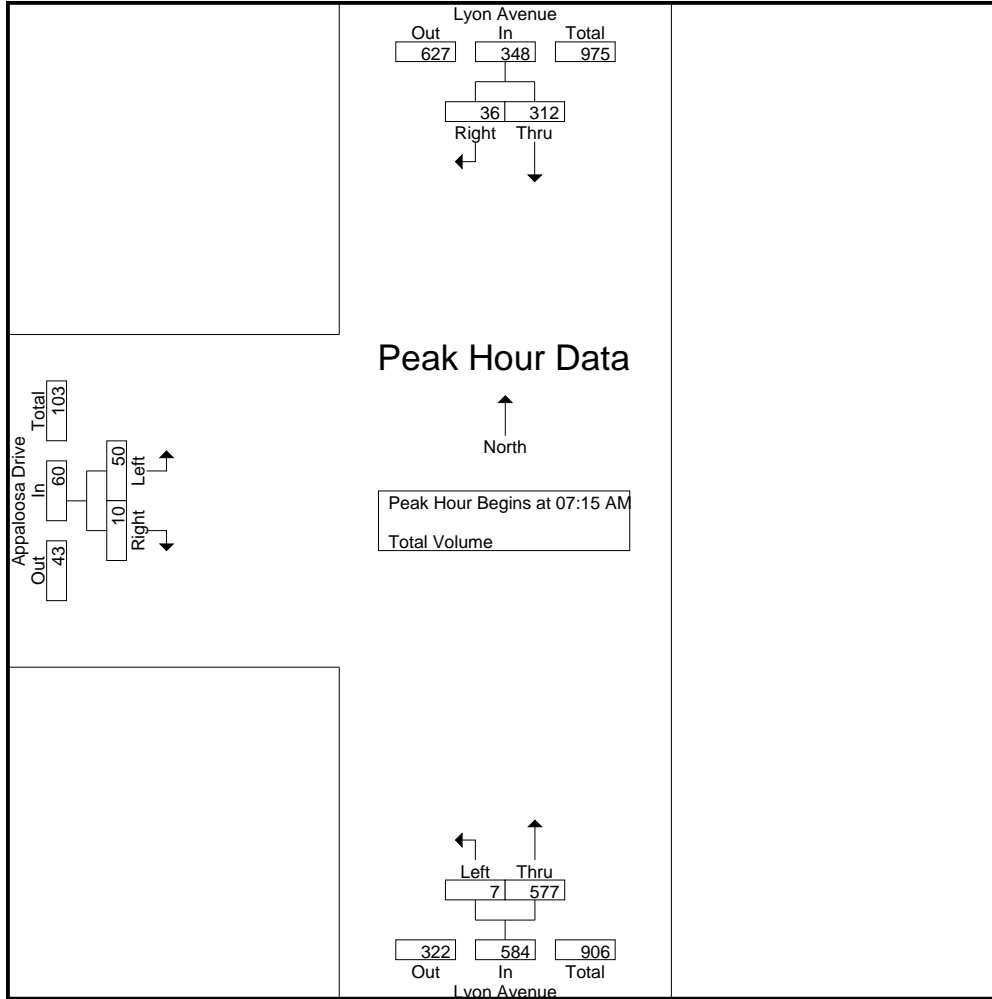 Lyon Avenue
Out In Total
627 348 975
36 312
Right Thru
Peak Hour Data
North
Peak Hour Begins at 07:15 AM
Total Volume
Appaloosa Drive
Out In Total
43 60 103
10 50
Right Left
Left Thru
7 577
322 584 906
Out In Total
Lyon Avenue